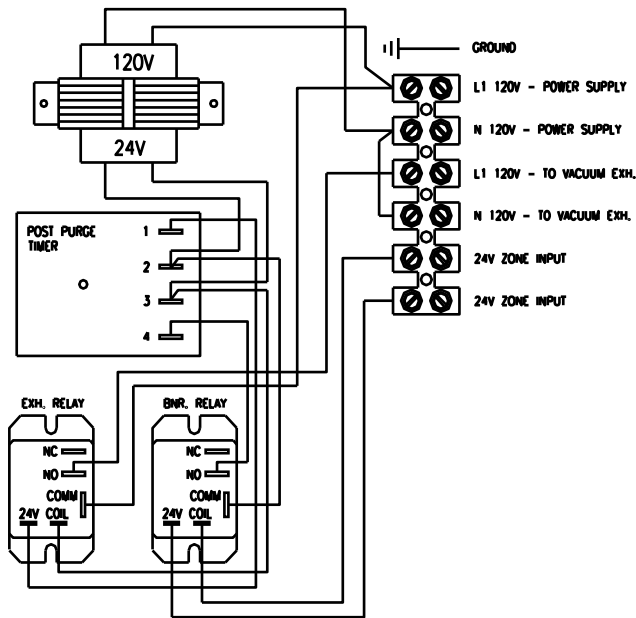 120V
GROUND
L1 120V - POWER SUPPLY
N 120V - POWER SUPPLY
24V
L1 120V - TO VACUUM EXH.
N 120V - TO VACUUM EXH.
POST PURGE
TIMER
1
2
3
4
24V ZONE INPUT
24V ZONE INPUT
EXH. RELAY
NC
NO
COMM
24V COIL
BNR. RELAY
NC
NO
COMM
24V COIL